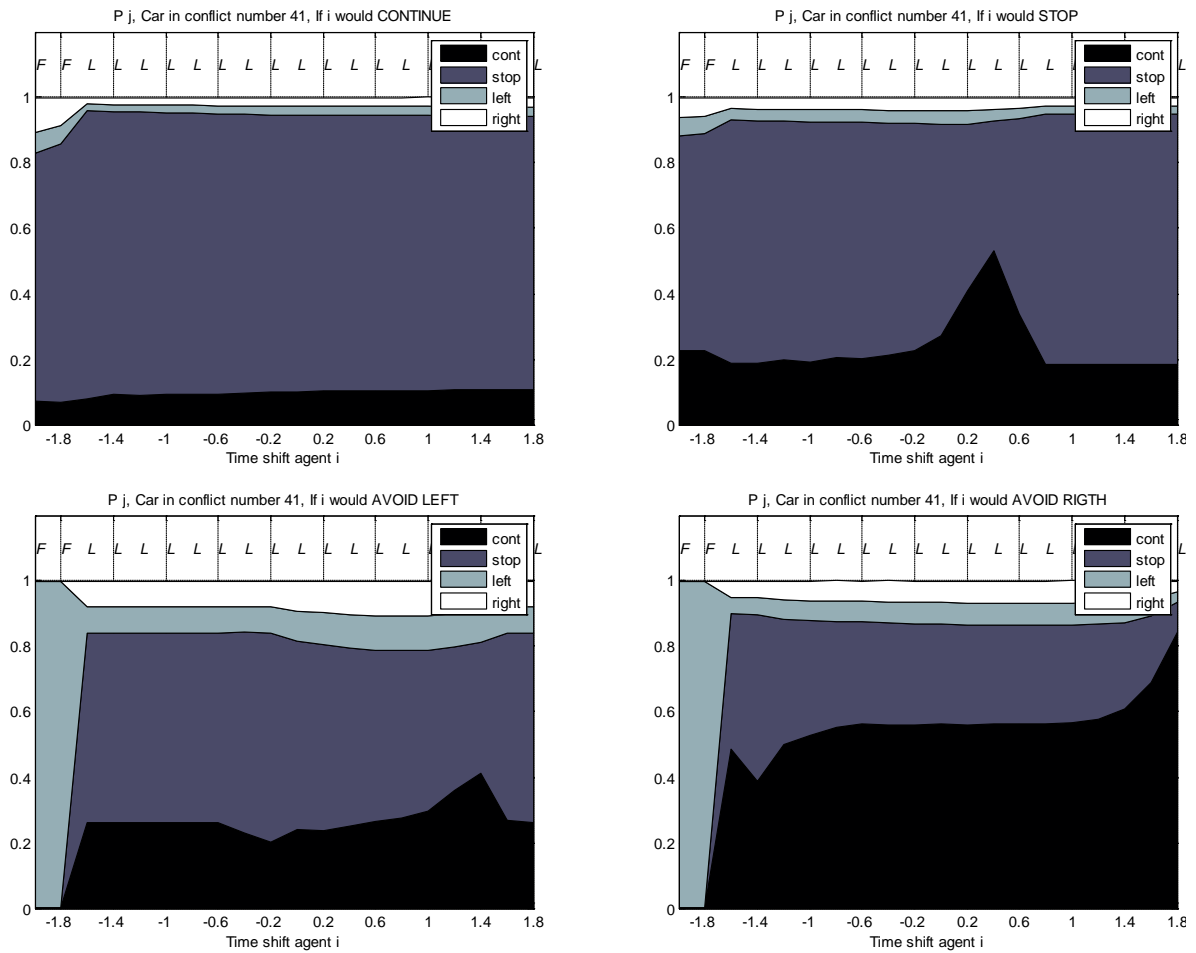 P j, Car in conflict number 41, If i would CONTINUE
F F L L L L L L L L L L L L L L L
cont
stop
left
right
1
0.8
0.6
0.4
0.2
0
-1.8 -1.4 -1 -0.6 -0.2 0.2 0.6 1 1.4 1.8
Time shift agent i
P j, Car in conflict number 41, If i would STOP
F F L L L L L L L L L L L L L L L
cont
stop
left
right
1
0.8
0.6
0.4
0.2
0
-1.8 -1.4 -1 -0.6 -0.2 0.2 0.6 1 1.4 1.8
Time shift agent i
P j, Car in conflict number 41, If i would AVOID LEFT
F F L L L L L L L L L L L L L L L
cont
stop
left
right
1
0.8
0.6
0.4
0.2
0
-1.8 -1.4 -1 -0.6 -0.2 0.2 0.6 1 1.4 1.8
Time shift agent i
P j, Car in conflict number 41, If i would AVOID RIGTH
F F L L L L L L L L L L L L L L L
cont
stop
left
right
1
0.8
0.6
0.4
0.2
0
-1.8 -1.4 -1 -0.6 -0.2 0.2 0.6 1 1.4 1.8
Time shift agent i